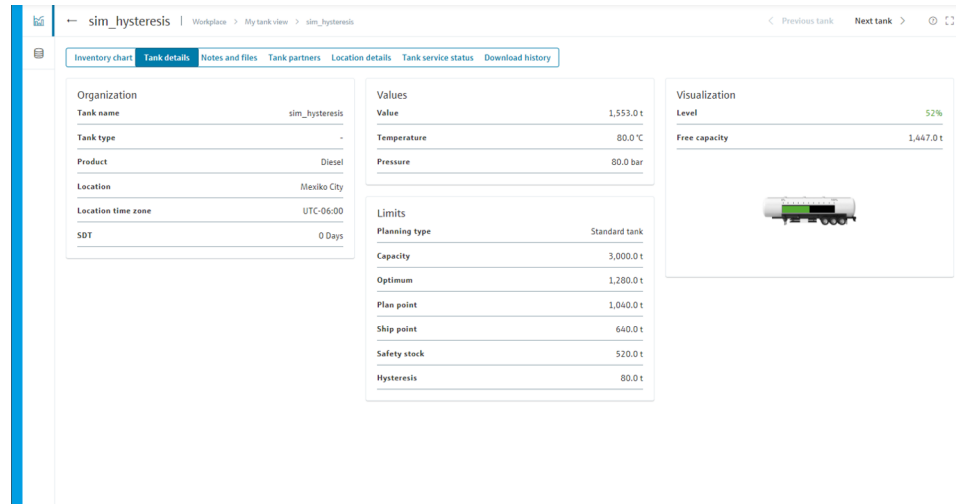 ← sim_hysteresis | Workplace > My tank view > sim_hysteresis
< Previous tank Next tank >
Inventory chart Tank details Notes and files Tank partners Location details Tank service status Download history
Organization
Tank name sim_hysteresis
Tank type -
Product Diesel
Location Mexiko City
Location time zone UTC-06:00
SDT 0 Days
Values
Value 1,553.0 t
Temperature 80.0 °C
Pressure 80.0 bar
Limits
Planning type Standard tank
Capacity 3,000.0 t
Optimum 1,280.0 t
Plan point 1,040.0 t
Ship point 640.0 t
Safety stock 520.0 t
Hysteresis 80.0 t
Visualization
Level 52%
Free capacity 1,447.0 t